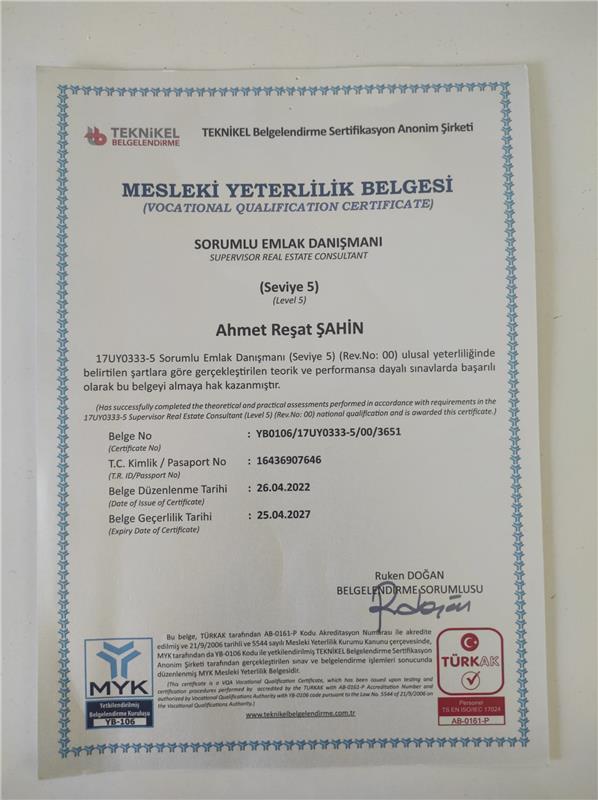 TEKNİKEL
BELGELENDİRME
TEKNİKEL Belgelendirme Sertifikasyon Anonim Şirketi
MESLEKİ YETERLİLİK BELGESİ
(VOCATIONAL QUALIFICATION CERTIFICATE)
SORUMLU EMLAK DANIŞMANI
SUPERVISOR REAL ESTATE CONSULTANT
(Seviye 5)
(Level 5)
Ahmet Reşat ŞAHİN
17UY0333-5 Sorumlu Emlak Danışmanı (Seviye 5) (Rev.No: 00) ulusal yeterliliğinde
belirtilen şartlara göre gerçekleştirilen teorik ve performansa dayalı sınavlarda başarılı
olarak bu belgeyi almaya hak kazanmıştır.
(Has successfully completed the theoretical and practical assessments performed in accordance with requirements in the
17UY0333-5 Supervisor Real Estate Consultant (Level 5) (Rev.No: 00) national qualification and is awarded this certificate.)
Belge No : YB0106/17UY0333-5/00/3651
(Certificate No)
T.C. Kimlik / Pasaport No : 16436907646
(T.R. ID/Passport No)
Belge Düzenlenme Tarihi : 26.04.2022
(Date of Issue of Certificate)
Belge Geçerlilik Tarihi : 25.04.2027
(Expiry Date of Certificate)
Ruken DOĞAN
BELGELENDİRME SORUMLUSU
Bu belge, TÜRKAK tarafından AB-0161-P Kodu Akreditasyon Numarası ile akredite
edilmiş ve 21/9/2006 tarihli ve 5544 sayılı Mesleki Yeterlilik Kurumu Kanunu çerçevesinde,
MYK tarafından da YB-0106 Kodu ile yetkilendirilmiş TEKNİKEL Belgelendirme Sertifikasyon
Anonim Şirketi tarafından gerçekleştirilen sınav ve belgelendirme işlemleri sonucunda
düzenlenmiş MYK Mesleki Yeterlilik Belgesidir.
(This certificate is a VQA Vocational Qualification Certificate, which has been issued upon testing and
certification procedures performed by accredited by the TURKAK with AB-0161-P Accreditation Number and
authorized by Vocational Qualifications Authority with YB-0106 code pursuant to the Law No. 5544 of 21/9/2006 on
the Vocational Qualifications Authority.)
www.teknikelbelgelendirme.com.tr
MYK
Yetkilendirilmiş
Belgelendirme Kuruluşu
YB-106
TÜRKAK
Personel
TS EN ISO/IEC 17024
AB-0161-P